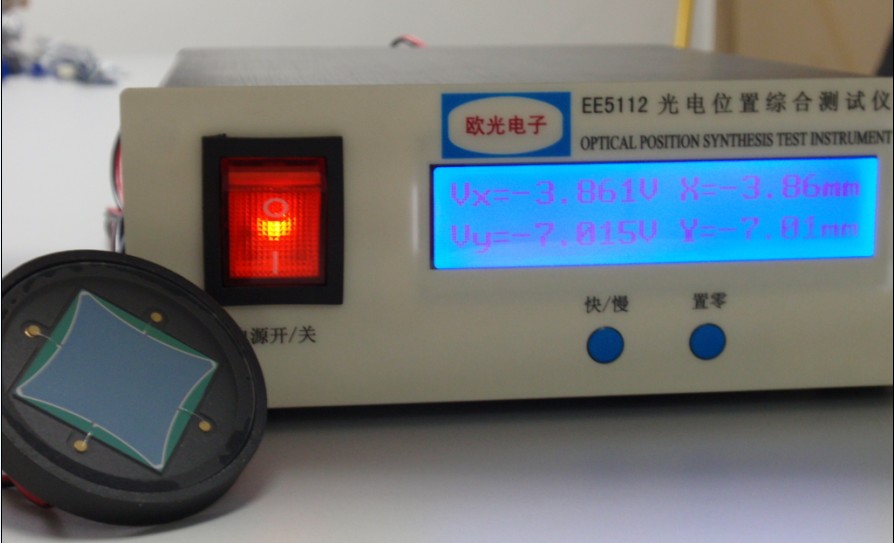 欧光电子
EE5112 光电位置综合测试仪
OPTICAL POSITION SYNTHESIS TEST INSTRUMENT
Vx=-3.861V X=-3.86mm
Vy=-7.015V Y=-7.01mm
快/慢
置零
源开/关